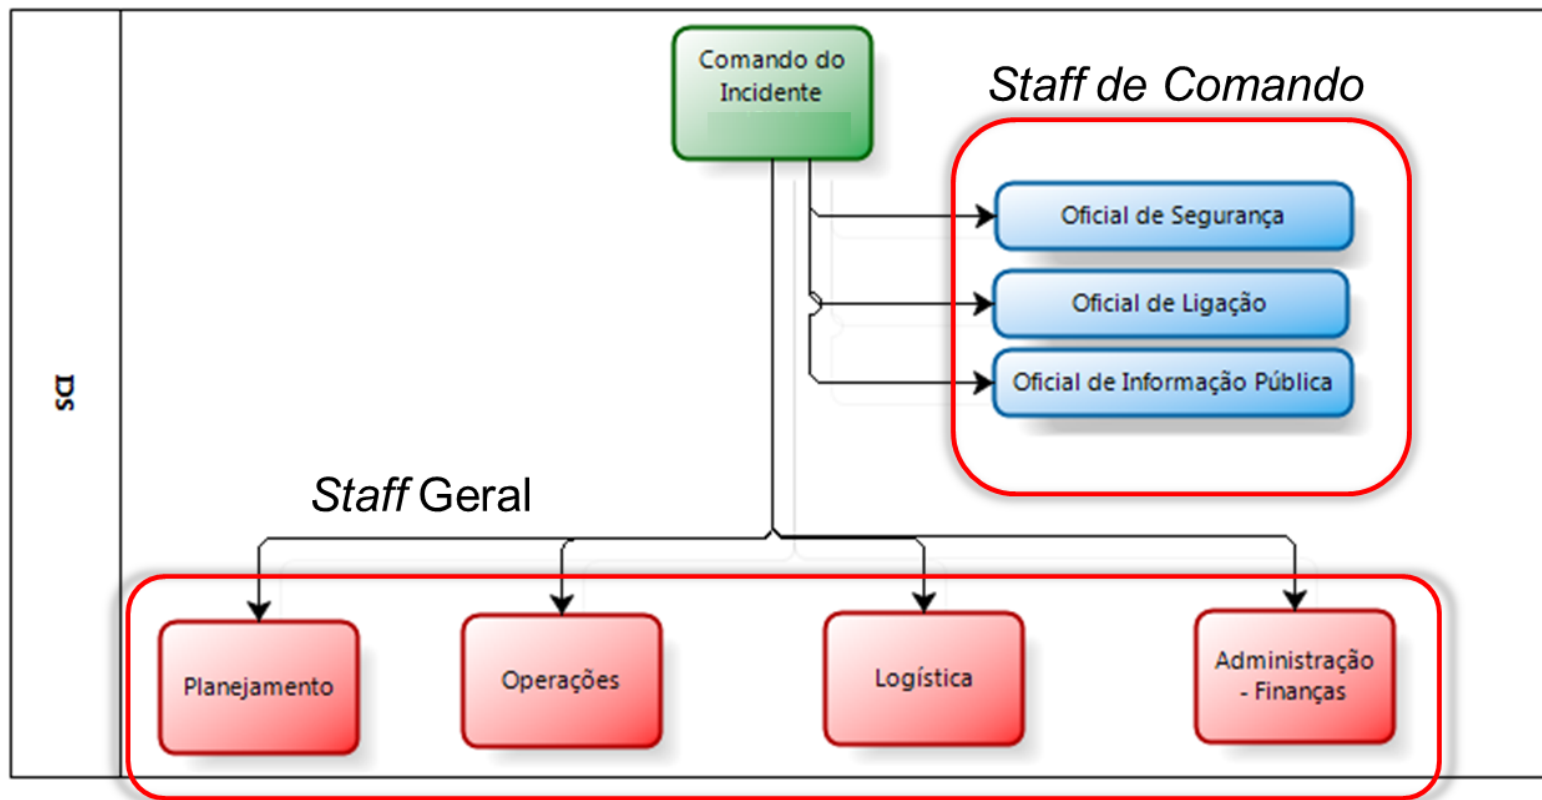 Comando do
Incidente
Staff de Comando
Oficial de Segurança
Oficial de Ligação
Oficial de Informação Pública
SCI
Staff Geral
Planejamento
Operações
Logística
Administração
- Finanças